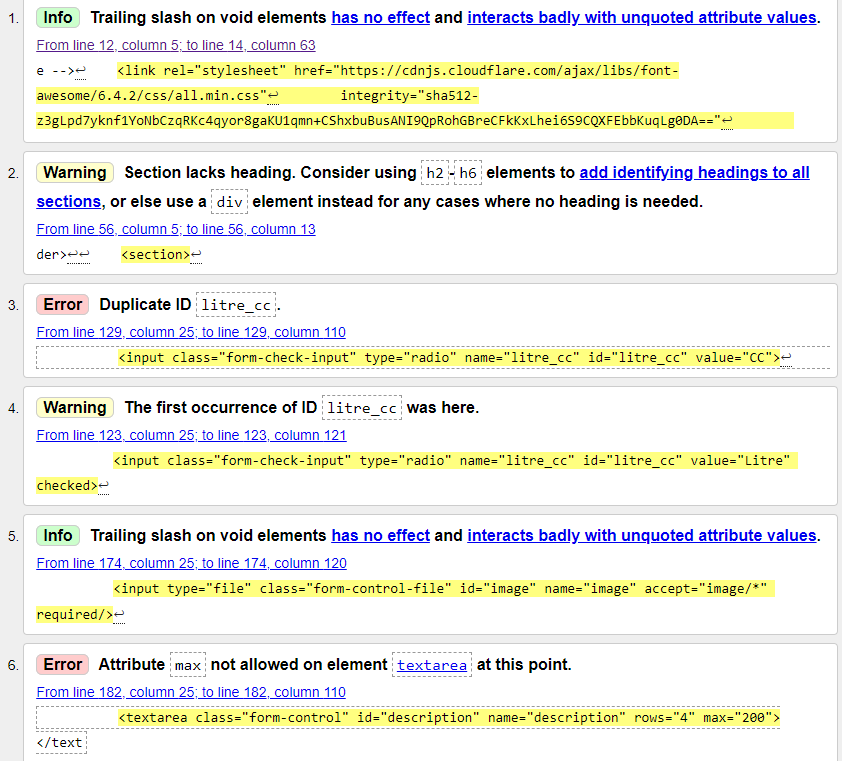 1. Info Trailing slash on void elements has no effect and interacts badly with unquoted attribute values.
From line 12, column 5; to line 14, column 63
e -->↩    <link rel="stylesheet" href="https://cdnjs.cloudflare.com/ajax/libs/font-
awesome/6.4.2/css/all.min.css"↩        integrity="sha512-
z3gLpd7yknf1YoNbCzqRKc4qyor8gaKU1qmn+CShxbuBusANI9QpRohGBreCFkKxLhei6S9CQXFEbbKuqLg0DA=="↩
2. Warning Section lacks heading. Consider using h2-h6 elements to add identifying headings to all
sections, or else use a div element instead for any cases where no heading is needed.
From line 56, column 5; to line 56, column 13
der>↩↩    <section>↩
3. Error Duplicate ID litre_cc.
From line 129, column 25; to line 129, column 110
<input class="form-check-input" type="radio" name="litre_cc" id="litre_cc" value="CC">↩
4. Warning The first occurrence of ID litre_cc was here.
From line 123, column 25; to line 123, column 121
<input class="form-check-input" type="radio" name="litre_cc" id="litre_cc" value="Litre"
checked>↩
5. Info Trailing slash on void elements has no effect and interacts badly with unquoted attribute values.
From line 174, column 25; to line 174, column 120
<input type="file" class="form-control-file" id="image" name="image" accept="image/*"
required/>↩
6. Error Attribute max not allowed on element textarea at this point.
From line 182, column 25; to line 182, column 110
<textarea class="form-control" id="description" name="description" rows="4" max="200">
</text